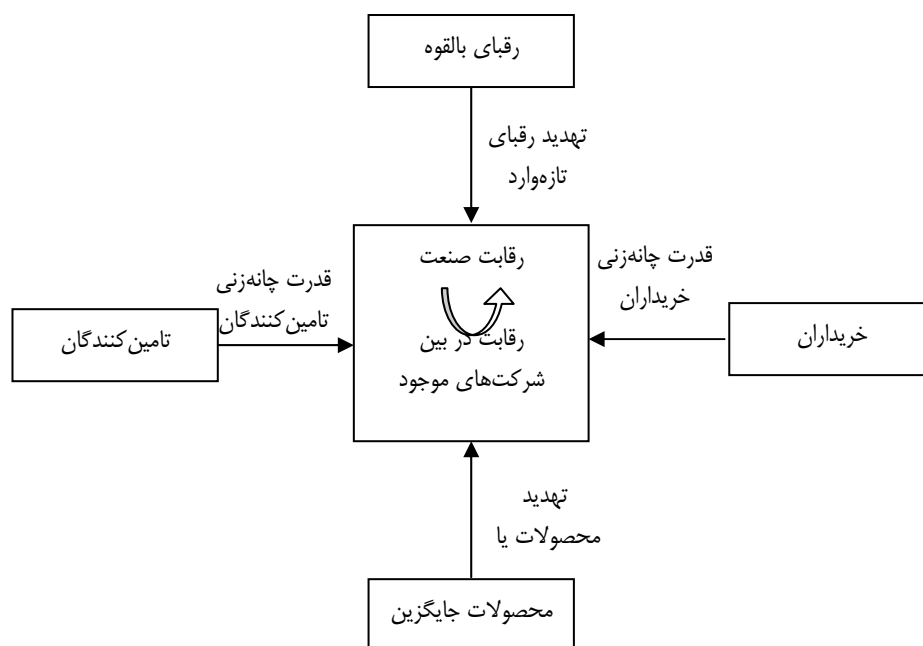 رقبای بالقوه
تهدید رقبای
تازه‌وارد
رقابت صنعت
قدرت چانه‌زنی
خریداران
قدرت چانه‌زنی
تامین‌کنندگان
تامین‌کنندگان
خریداران
رقابت در بین
شرکت‌های موجود
تهدید
محصولات یا
محصولات جایگزین